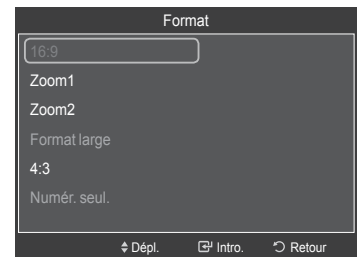 Format
16:9
Zoom1
Zoom2
Format large
4:3
Numér. seul.
Dépl. Intro. Retour